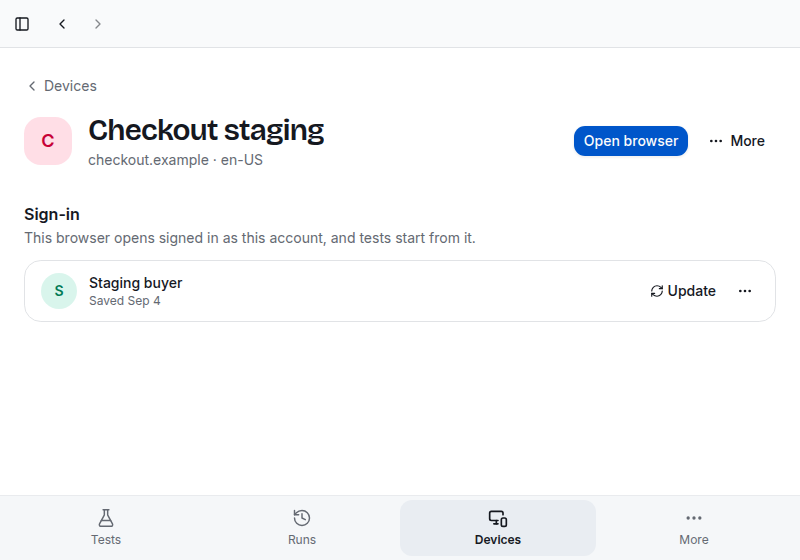 Devices
C
Checkout staging
checkout.example · en-US
Open browser
More
Sign-in
This browser opens signed in as this account, and tests start from it.
S
Staging buyer
Saved Sep 4
Update
Tests
Runs
Devices
More